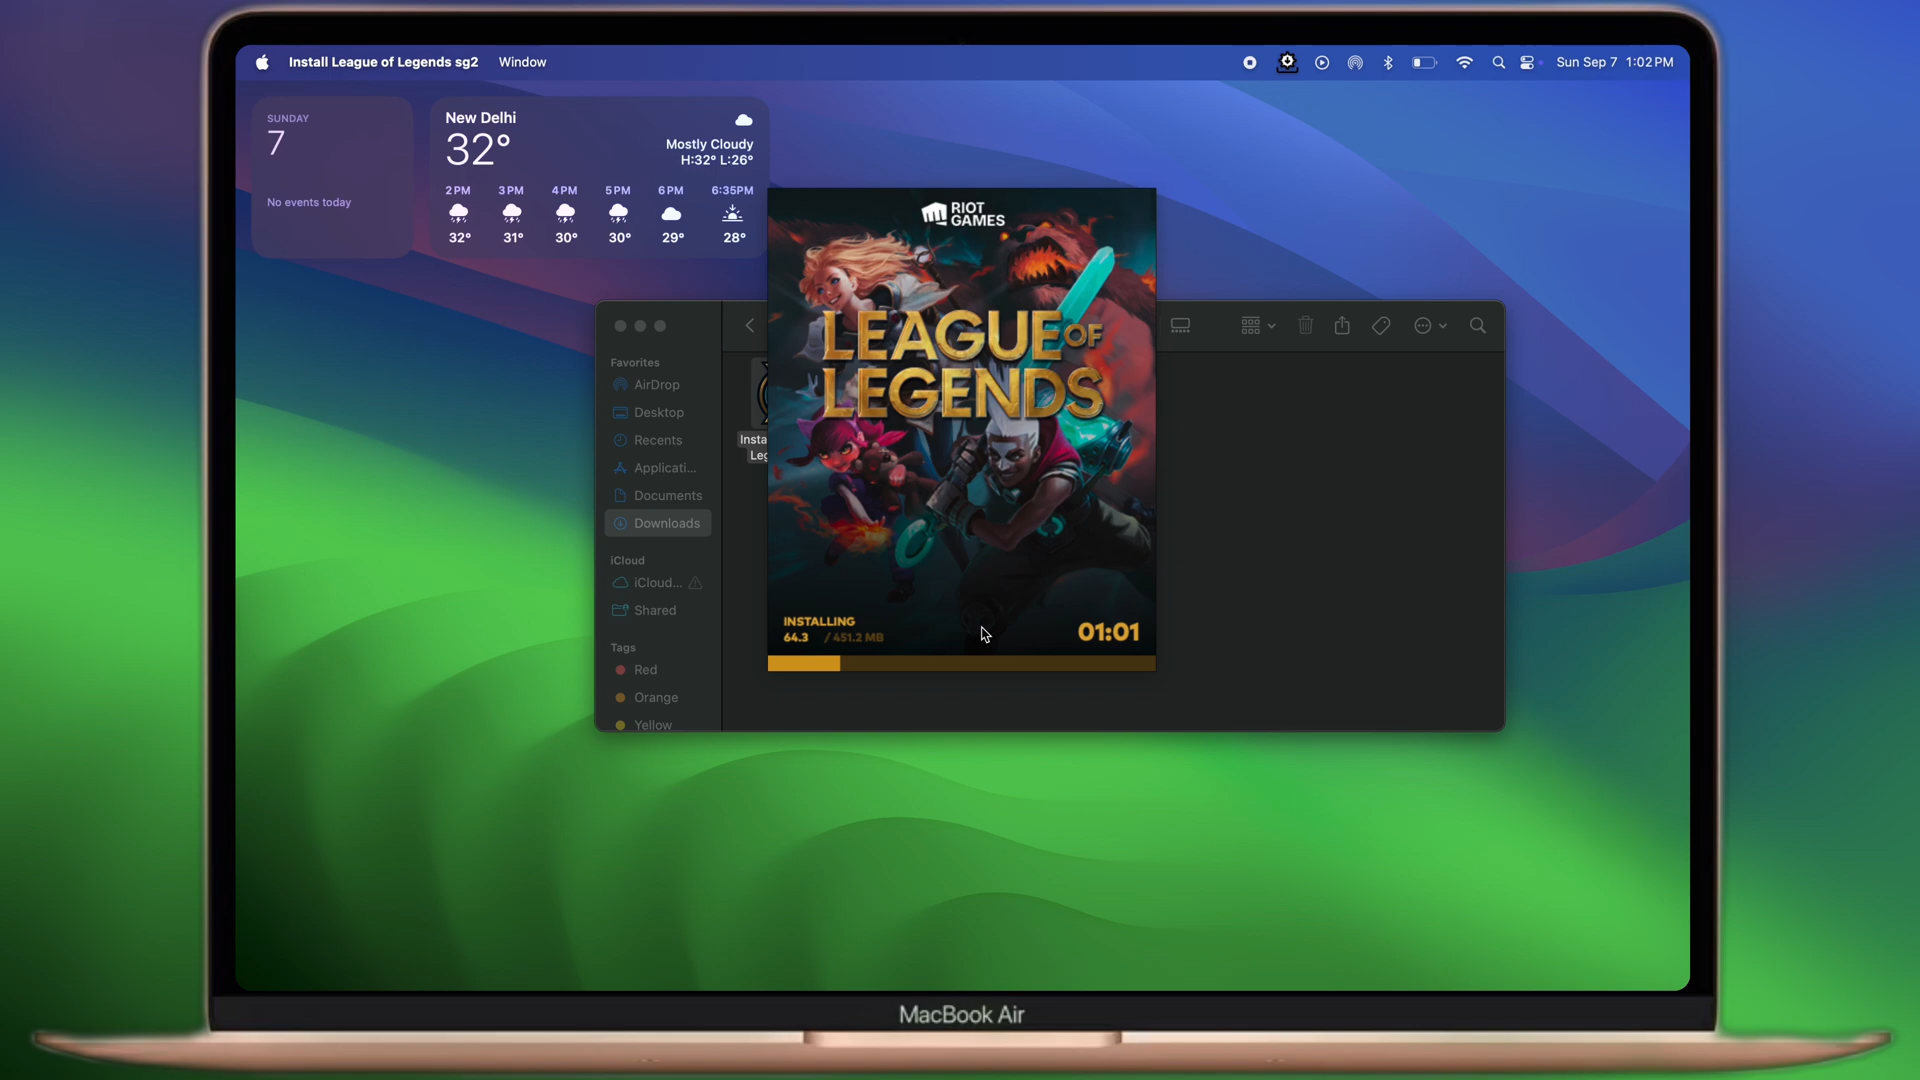 Install League of Legends sg2 Window
Sun Sep 7 1:02 PM
SUNDAY
7
No events today
New Delhi
32°
Mostly Cloudy
H:32° L:26°
2 PM 3 PM 4 PM 5 PM 6 PM 6:35PM
32° 31° 30° 30° 29° 28°
RIOT
GAMES
LEAGUE OF
LEGENDS
INSTALLING
64.3 / 451.2 MB
01:01
Favorites
AirDrop
Desktop
Recents
Applicati...
Documents
Downloads
iCloud
iCloud...
Shared
Tags
Red
Orange
Yellow
Insta
Leg
MacBook Air